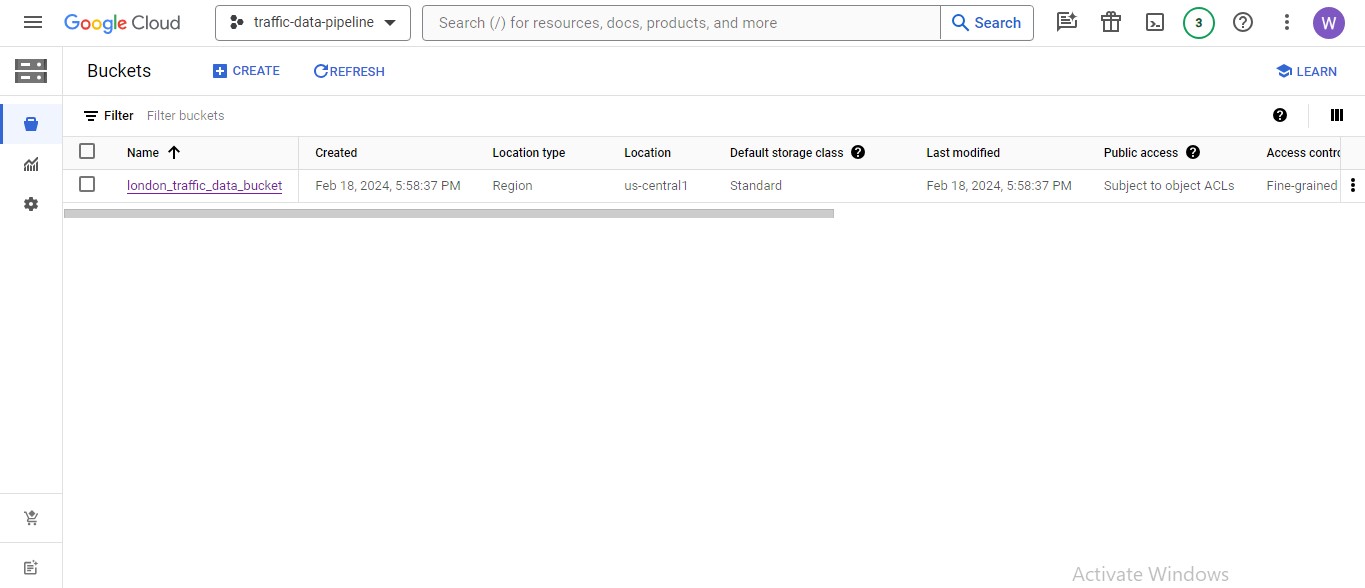 Google Cloud traffic-data-pipeline Search (/) for resources, docs, products, and more Search 3 W
Buckets CREATE REFRESH LEARN
Filter Filter buckets
Name Created Location type Location Default storage class Last modified Public access Access contro
london_traffic_data_bucket Feb 18, 2024, 5:58:37 PM Region us-central1 Standard Feb 18, 2024, 5:58:37 PM Subject to object ACLs Fine-grained
Activate Windows